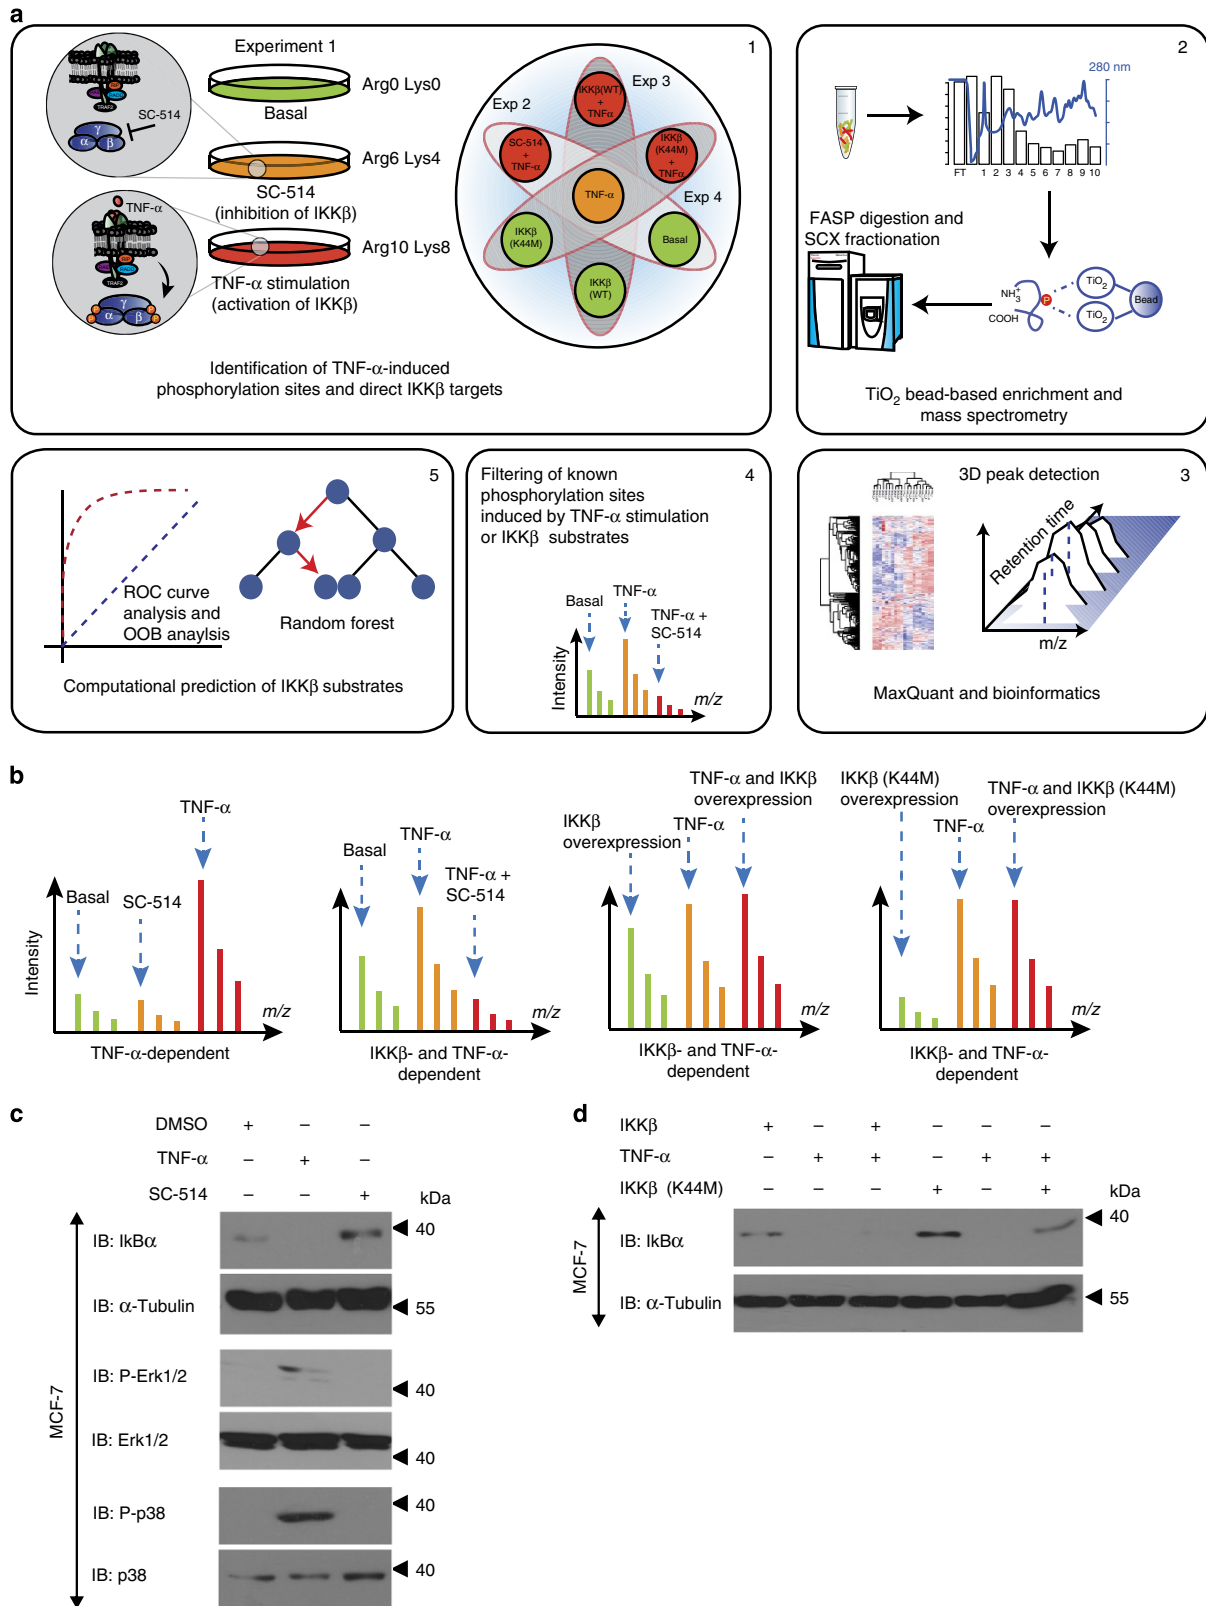 a
Experiment 1
Basal
Arg0 Lys0
SC-514
γ
α β
TRAF2
Arg6 Lys4
SC-514
(inhibition of IKKβ)
TNF-α
TRAF2
γ
α β
P P
P P
Arg10 Lys8
TNF-α stimulation
(activation of IKKβ)
Identification of TNF-α-induced
phosphorylation sites and direct IKKβ targets
1
Exp 2
Exp 3
Exp 4
IKKβ(WT)
+
TNFα
SC-514
+
TNF-α
IKKβ
(K44M)
+
TNFα
TNF-α
IKKβ
(K44M)
Basal
IKKβ
(WT)
2
280 nm
FT 1 2 3 4 5 6 7 8 9 10
FASP digestion and
SCX fractionation
NH3+
COOH
P
TiO2
TiO2
Bead
TiO2 bead-based enrichment and
mass spectrometry
5
ROC curve
analysis and
OOB anaylsis
Random forest
Computational prediction of IKKβ substrates
4
Filtering of known
phosphorylation sites
induced by TNF-α stimulation
or IKKβ substrates
Basal
TNF-α
TNF-α +
SC-514
Intensity
m/z
3
3D peak detection
Retention time
m/z
MaxQuant and bioinformatics
b
Intensity
Basal
SC-514
TNF-α
m/z
TNF-α-dependent
Basal
TNF-α
TNF-α +
SC-514
m/z
IKKβ- and TNF-α-
dependent
IKKβ
overexpression
TNF-α
TNF-α and IKKβ
overexpression
m/z
IKKβ- and TNF-α-
dependent
IKKβ (K44M)
overexpression
TNF-α
TNF-α and IKKβ (K44M)
overexpression
m/z
IKKβ- and TNF-α-
dependent
c
DMSO + – –
TNF-α – + –
SC-514 – – + kDa
MCF-7
IB: IkBα 40
IB: α-Tubulin 55
IB: P-Erk1/2 40
IB: Erk1/2 40
IB: P-p38 40
IB: p38 40
d
IKKβ + – + – – –
TNF-α – + + – + +
IKKβ (K44M) – – – + – + kDa
MCF-7
IB: IkBα 40
IB: α-Tubulin 55